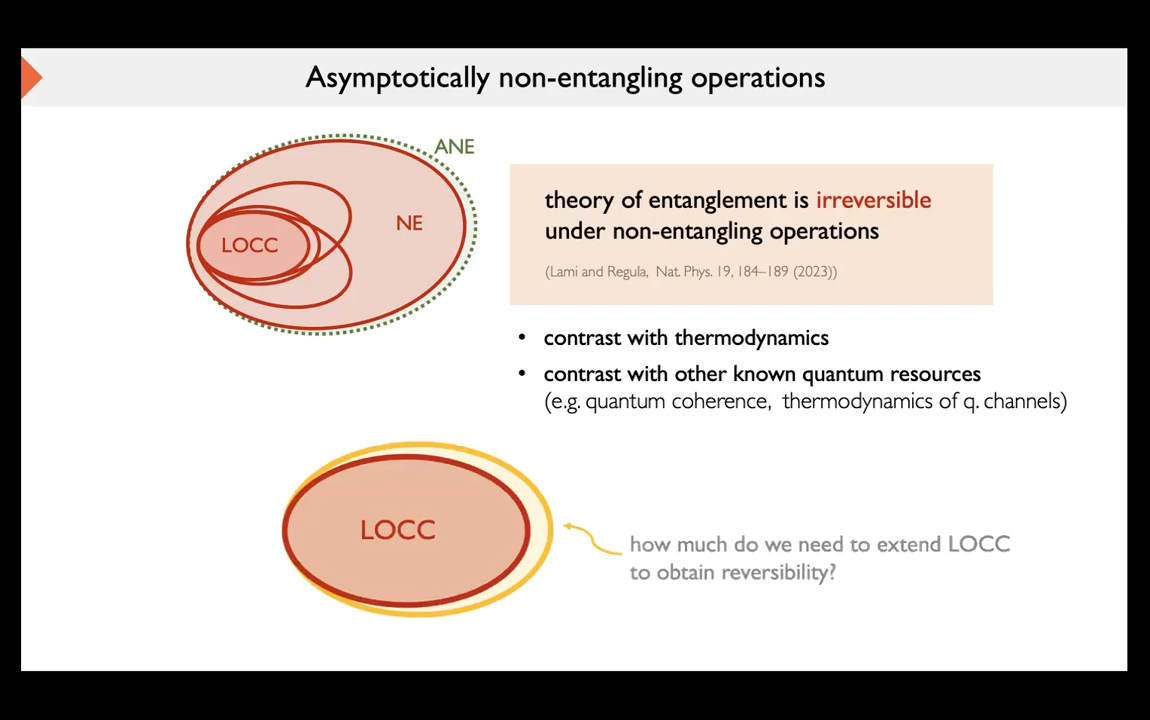 Asymptotically non-entangling operations
ANE
NE
LOCC
theory of entanglement is irreversible
under non-entangling operations
(Lami and Regula, Nat. Phys. 19, 184–189 (2023))
• contrast with thermodynamics
• contrast with other known quantum resources
(e.g. quantum coherence, thermodynamics of q. channels)
LOCC
how much do we need to extend LOCC
to obtain reversibility?